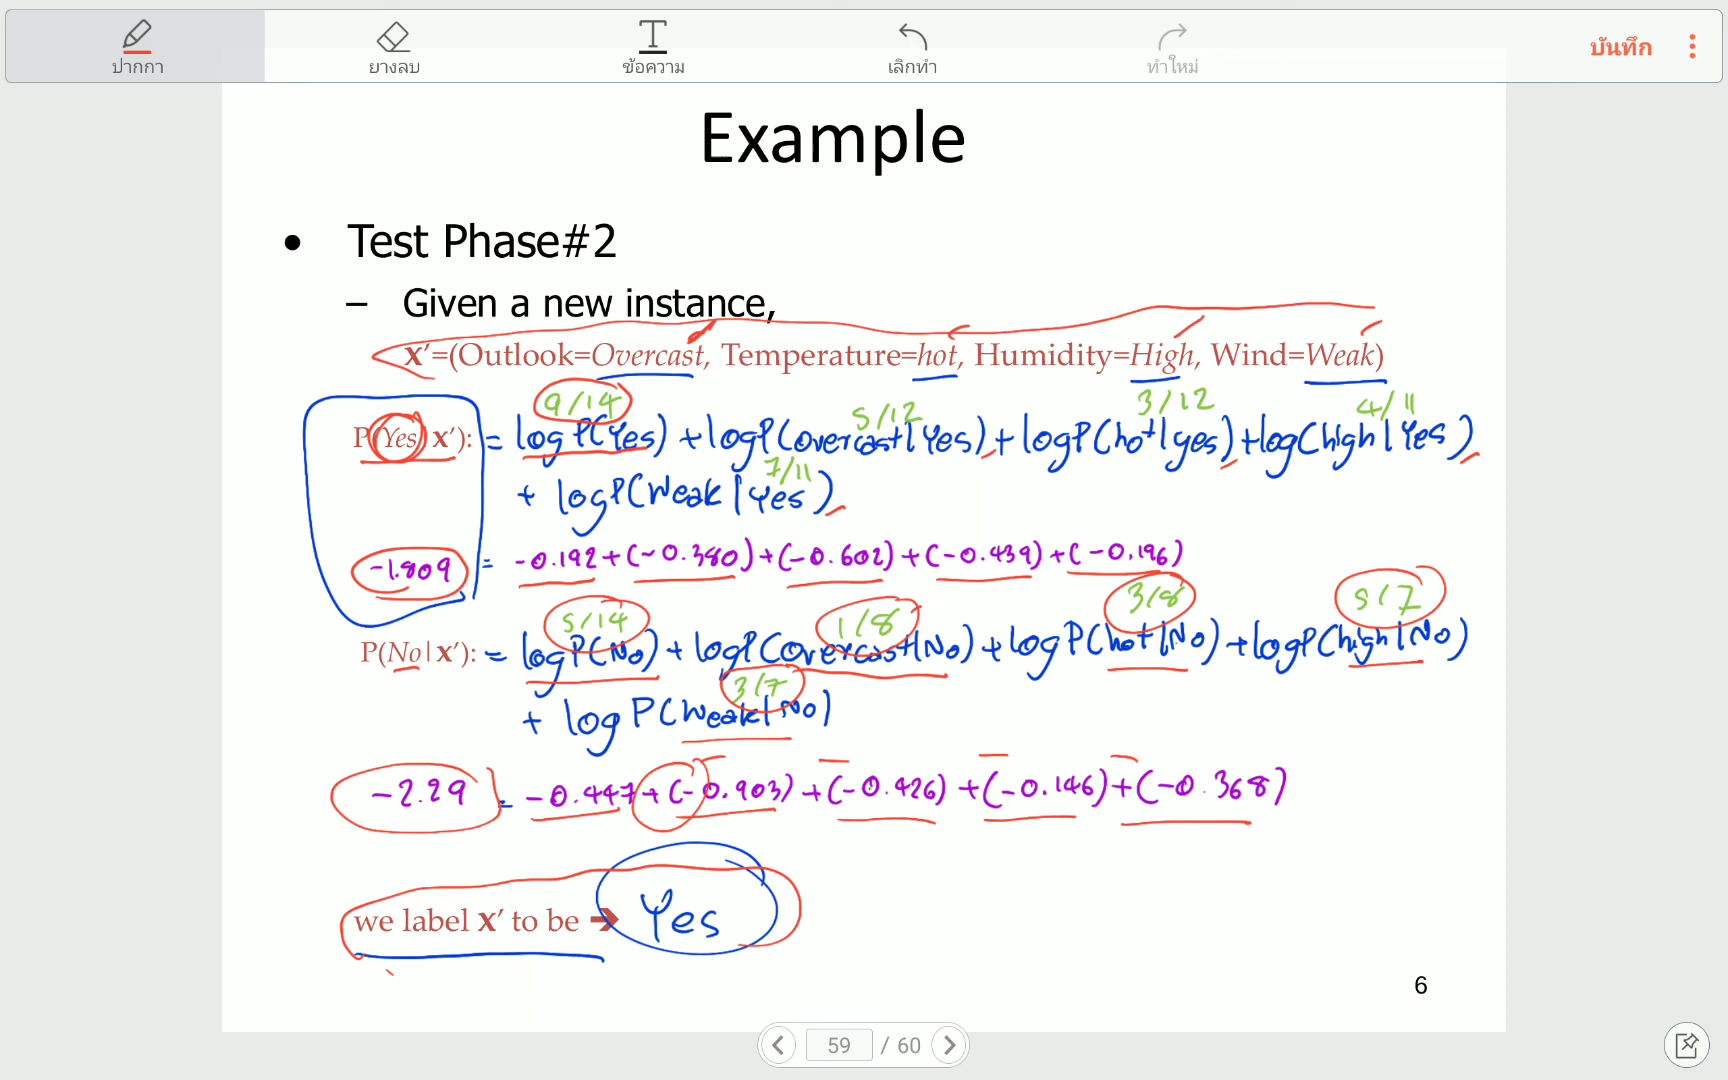 ปากกา ยางลบ ข้อความ เลิกทำ ทำใหม่ บันทึก
Example
• Test Phase#2
– Given a new instance,
x′=(Outlook=Overcast, Temperature=hot, Humidity=High, Wind=Weak)
9/14 5/12 3/12 4/11
P(Yes|x′): = log P(Yes) + log P(Overcast|Yes) + log P(hot|yes) + log(high|Yes)
7/11
+ log P(Weak|Yes)
-1.809 = -0.192 + (-0.380) + (-0.602) + (-0.439) + (-0.196)
5/14 1/8 3/8 5/7
P(No|x′): = log P(No) + log P(Overcast|No) + log P(hot|No) + log P(high|No)
3/7
+ log P(Weak|No)
-2.29 = -0.447 + (-0.903) + (-0.426) + (-0.146) + (-0.368)
we label x′ to be ➔ Yes
6
59 / 60